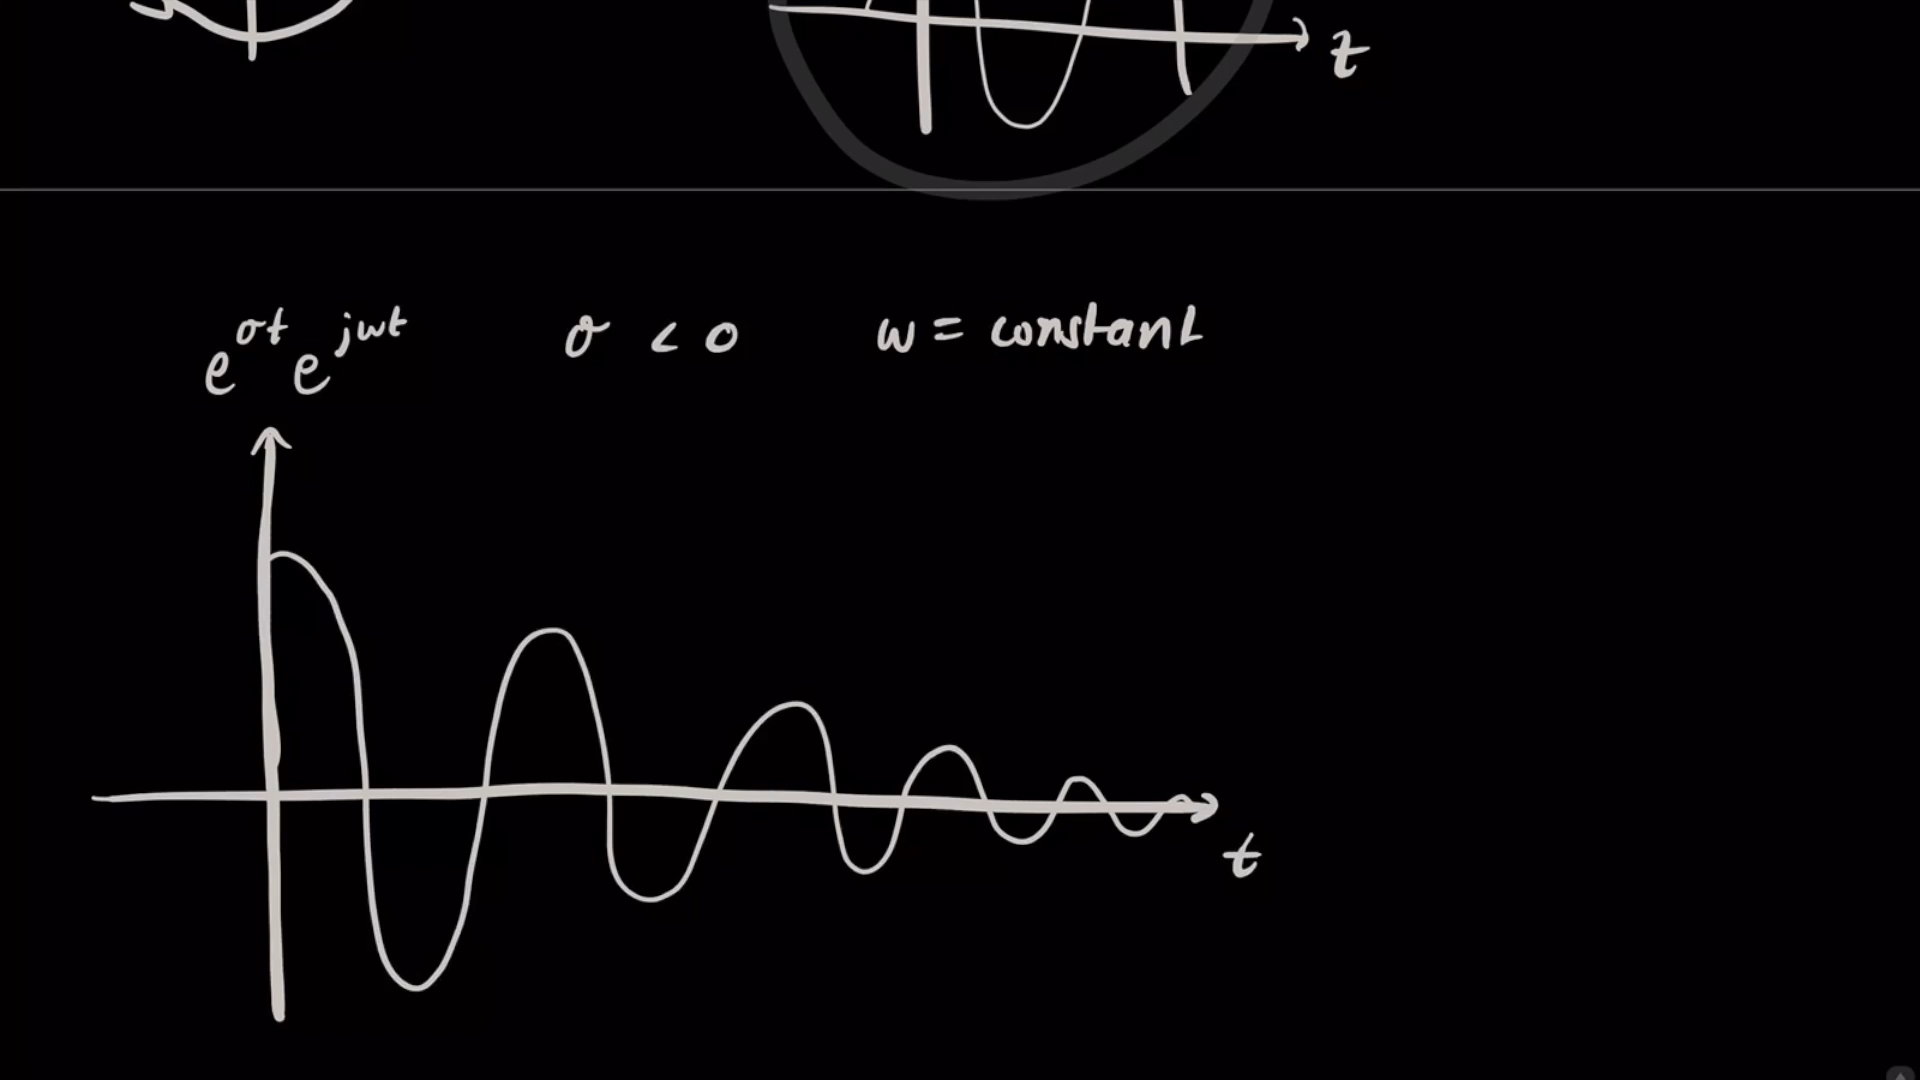 t
e^{σt} e^{jωt} σ < 0 ω = constant
t